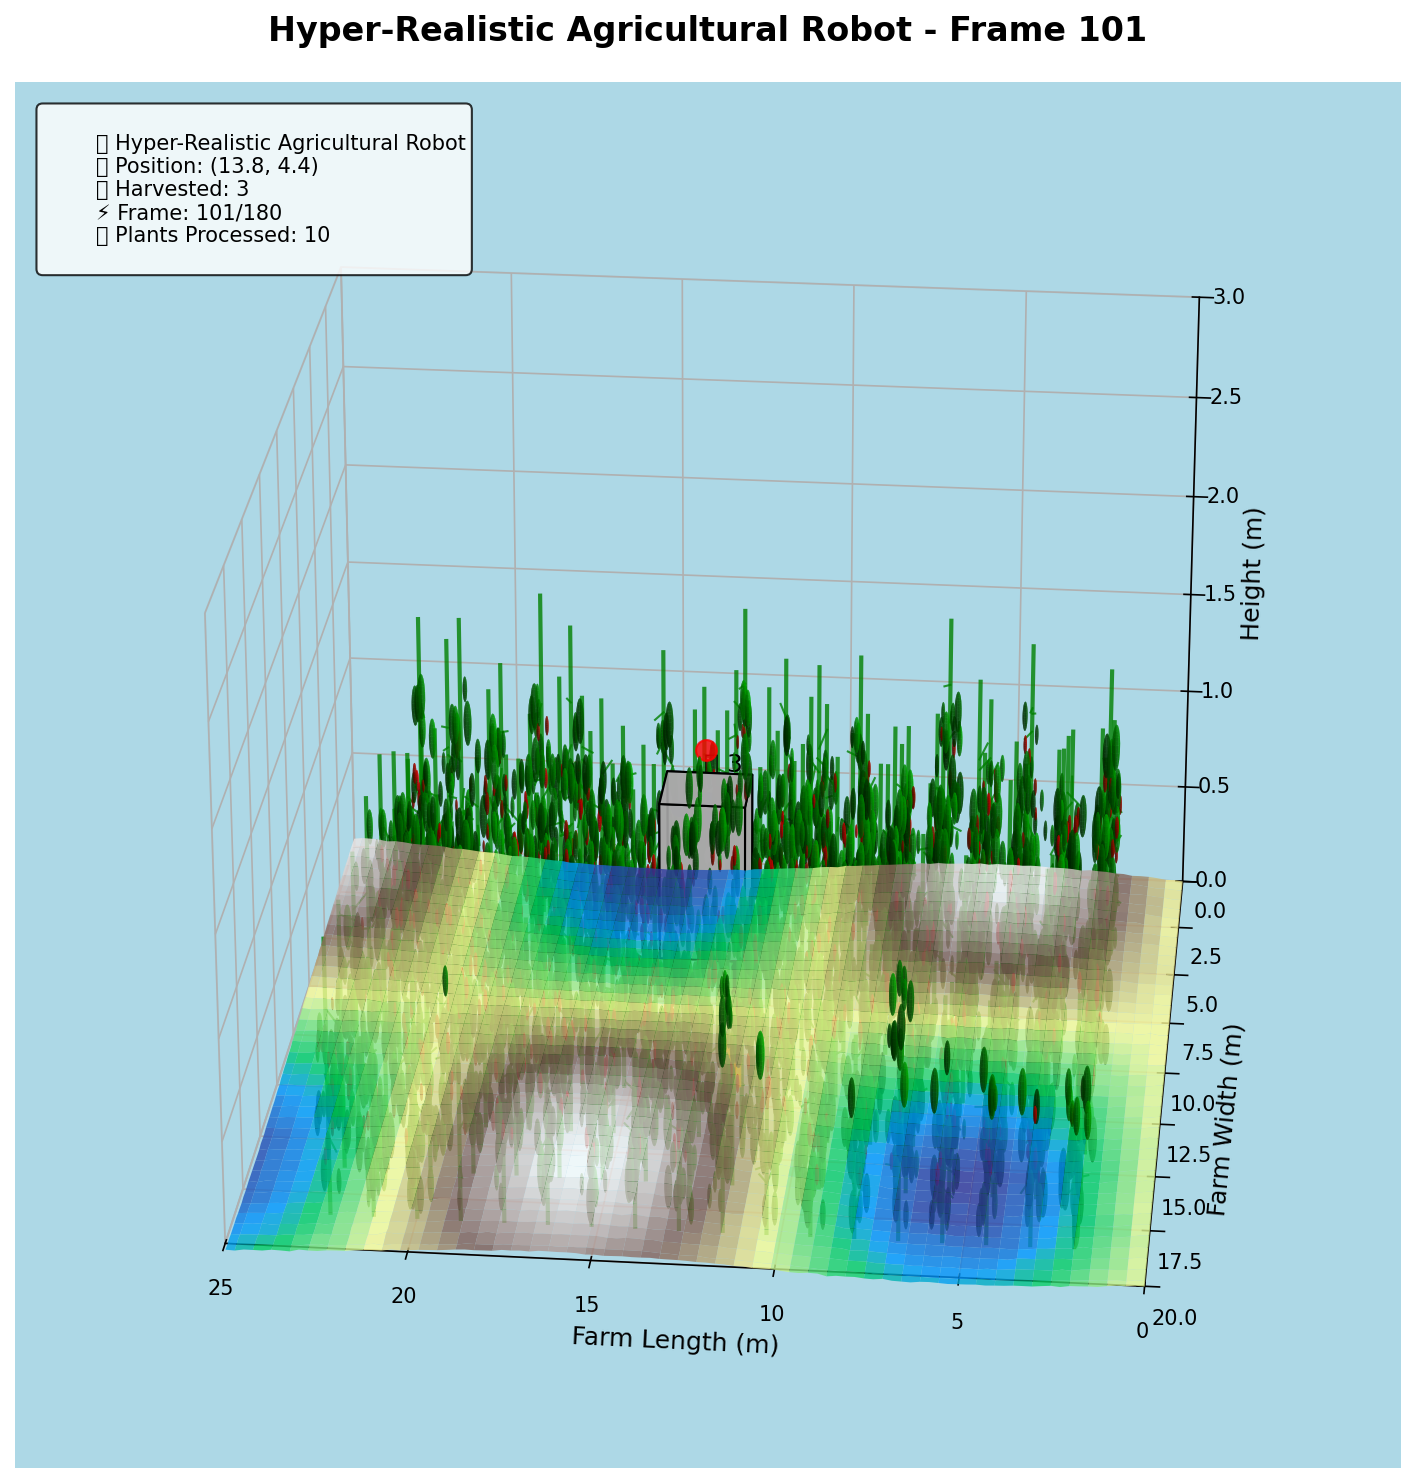 Hyper-Realistic Agricultural Robot - Frame 101
▯ Hyper-Realistic Agricultural Robot
▯ Position: (13.8, 4.4)
▯ Harvested: 3
⚡ Frame: 101/180
▯ Plants Processed: 10
3.0
2.5
2.0
1.5
1.0
0.5
0.0
Height (m)
3
0.0
2.5
5.0
7.5
10.0
12.5
15.0
17.5
20.0
Farm Width (m)
25
20
15
10
5
0
Farm Length (m)